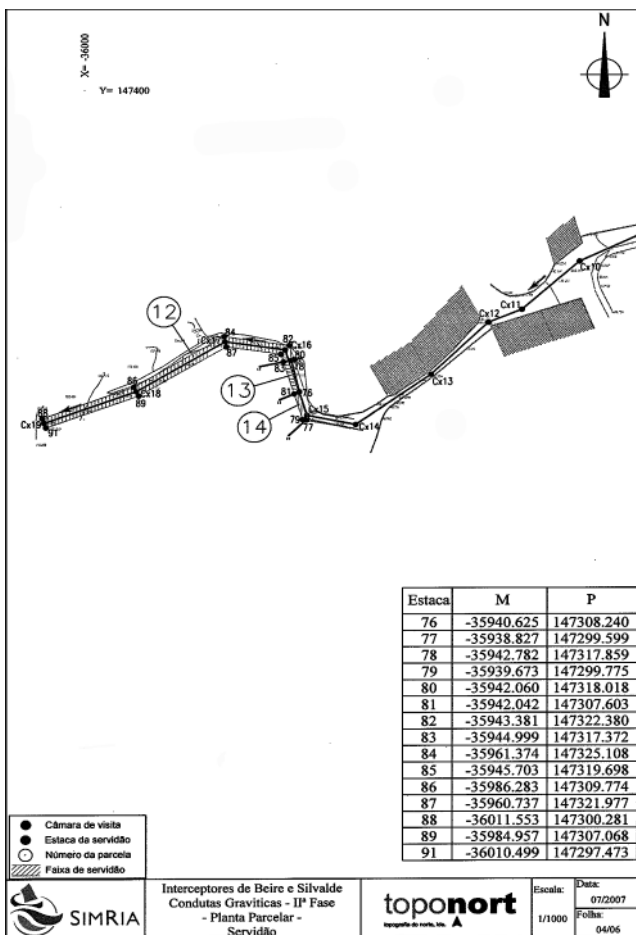 N
X= -36000
Y= 147400
Cx10
Cx11
Cx12
Cx13
12
84
Cx17
87
82
Cx16
85
80
83
78
13
86
Cx18
89
81
76
88
Cx19
91
14
Cx15
79
77
Cx14
Estaca M P
76 -35940.625 147308.240
77 -35938.827 147299.599
78 -35942.782 147317.859
79 -35939.673 147299.775
80 -35942.060 147318.018
81 -35942.042 147307.603
82 -35943.381 147322.380
83 -35944.999 147317.372
84 -35961.374 147325.108
85 -35945.703 147319.698
86 -35986.283 147309.774
87 -35960.737 147321.977
88 -36011.553 147300.281
89 -35984.957 147307.068
91 -36010.499 147297.473
Câmara de visita
Estaca da servidão
Número da parcela
Faixa de servidão
SIMRIA
Interceptores de Beire e Silvalde
Condutas Graviticas - IIª Fase
- Planta Parcelar -
Servidão
toponort
topografia do norte, lda.
Escala:
1/1000
Data:
07/2007
Folha:
04/06